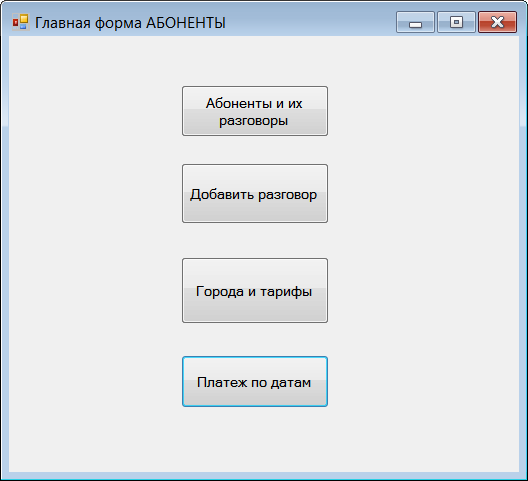 Главная форма АБОНЕНТЫ
Абоненты и их
разговоры
Добавить разговор
Города и тарифы
Платеж по датам